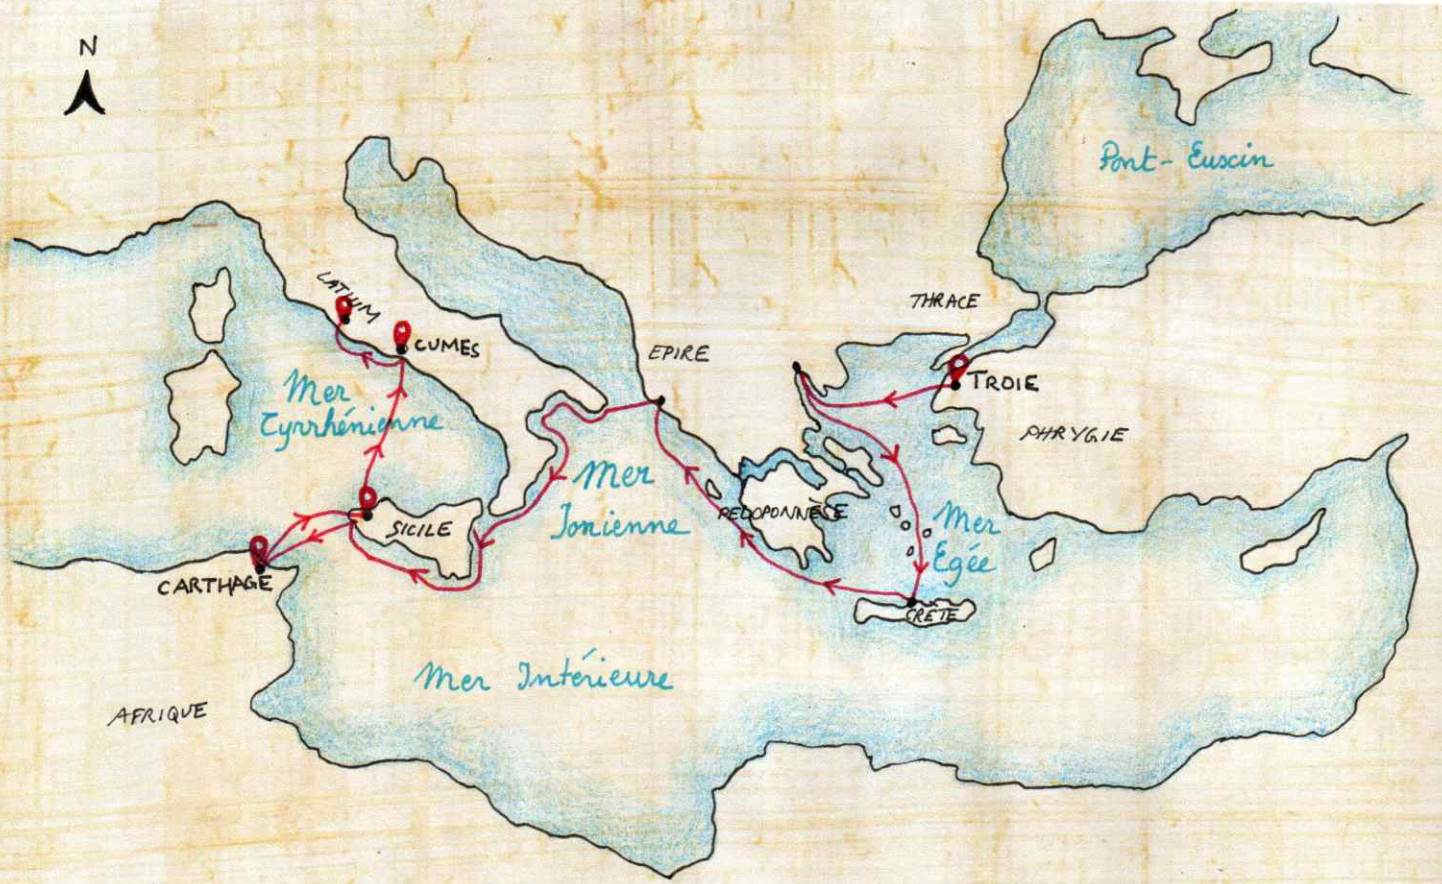 N
Pont-Euxin
LATIUM
THRACE
CUMES
EPIRE
TROIE
Mer
Tyrrhénienne
PHRYGIE
Mer
Ionienne
PELOPONNÈSE
SICILE
Mer
Egée
CARTHAGE
CRÈTE
Mer Intérieure
AFRIQUE